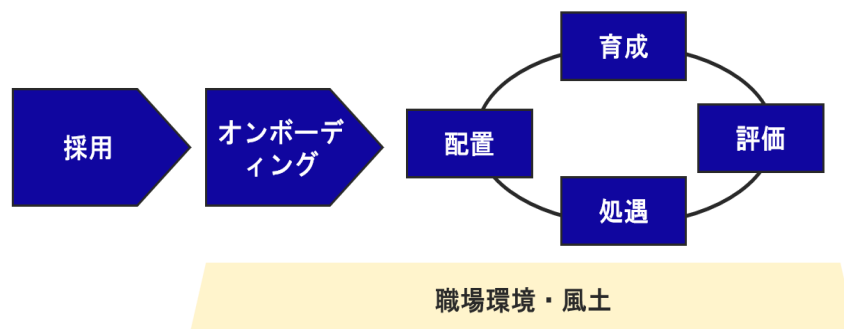 採用
オンボーデ
ィング
育成
配置
評価
処遇
職場環境・風土